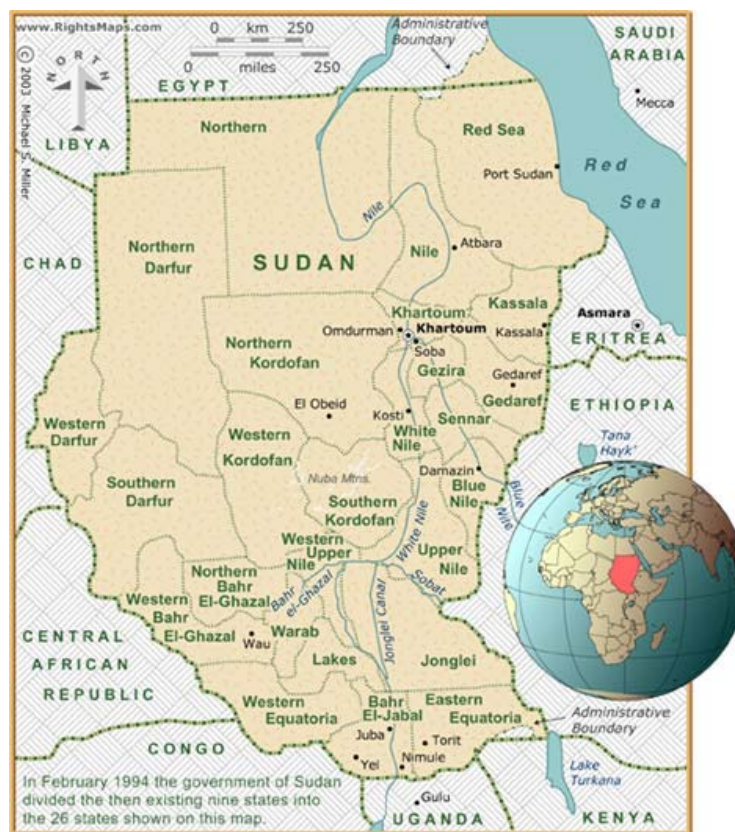 www.RightsMaps.com
© 2003 Michael S. Miller
NORTH
0 km 250
0 miles 250
Administrative
Boundary
SAUDI
ARABIA
EGYPT
Mecca
LIBYA
Northern
Red Sea
Port Sudan
Red
Sea
Nile
Northern
Darfur
SUDAN
Nile
Atbara
CHAD
Khartoum
Kassala
Asmara
Omdurman
Khartoum
Kassala
ERITREA
Soba
Northern
Kordofan
Gezira
Gedaref
Gedaref
El Obeid
Kosti
Sennar
ETHIOPIA
Western
Darfur
Western
Kordofan
White
Nile
Tana
Hayk'
Southern
Darfur
Nuba Mtns.
Damazin
Blue
Nile
Blue
Nile
Southern
Kordofan
White Nile
Western
Upper
Nile
Upper
Nile
Northern
Bahr
El-Ghazal
Bahr
el-Ghazal
Sobat
Western
Bahr
El-Ghazal
Jonglei Canal
CENTRAL
AFRICAN
REPUBLIC
Wau
Warab
Lakes
Jonglei
Western
Equatoria
Bahr
El-Jabal
Eastern
Equatoria
Administrative
Boundary
Juba
Torit
CONGO
Yei
Nimule
Lake
Turkana
In February 1994 the government of Sudan
divided the then existing nine states into
the 26 states shown on this map.
Gulu
UGANDA
KENYA